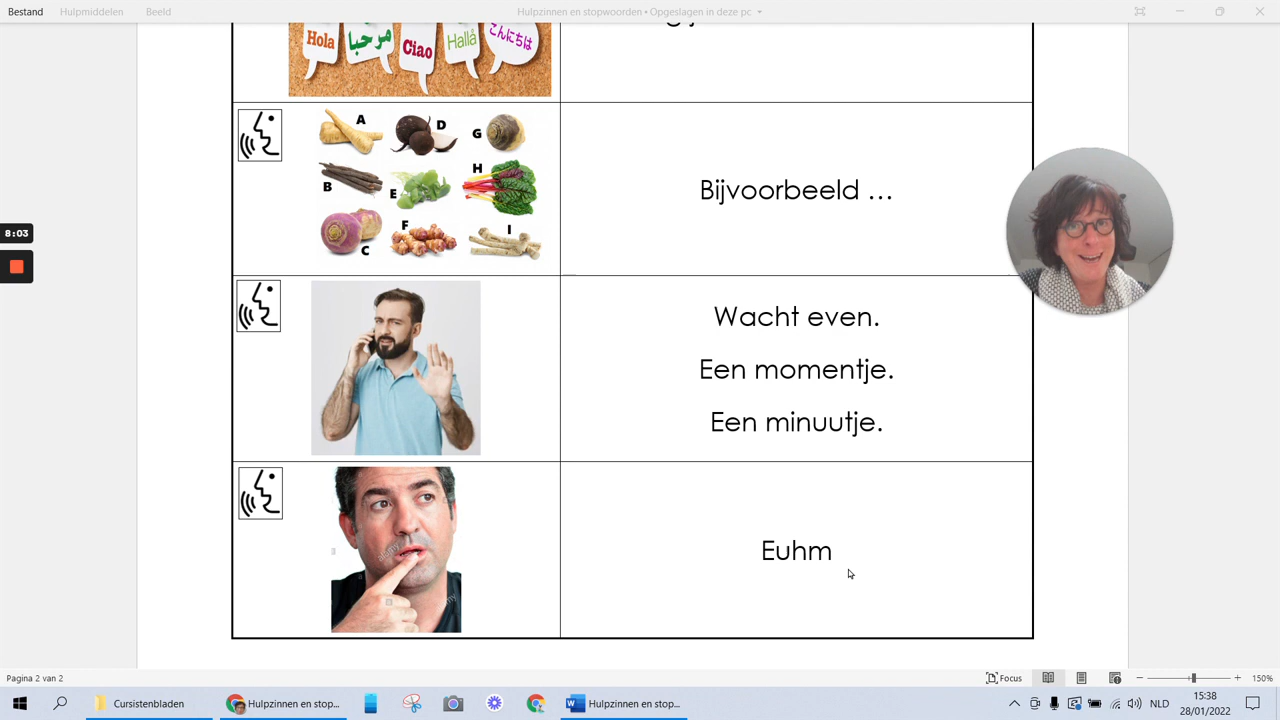 Bestand Hulpmiddelen Beeld
Hulpzinnen en stopwoorden • Opgeslagen in deze pc
Hola مرحبا Ciao Hallå こんにちは
A D G
B E H
C F I
Bijvoorbeeld …
8:03
Wacht even.
Een momentje.
Een minuutje.
Euhm
alamy
Pagina 2 van 2
Focus
150%
Cursistenbladen
Hulpzinnen en stop...
Hulpzinnen en stop...
NLD
15:38
28/01/2022